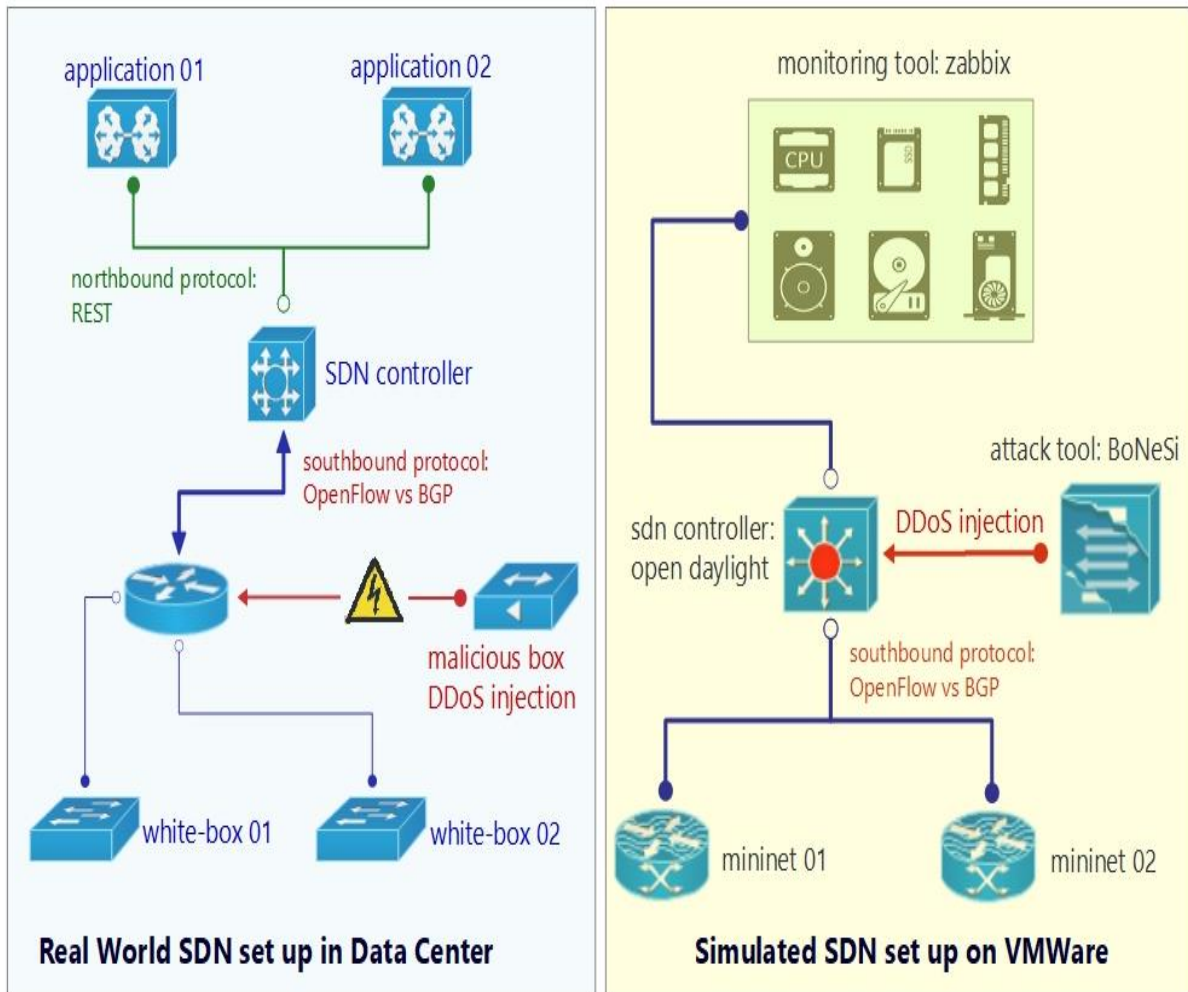 application 01
application 02
northbound protocol:
REST
SDN controller
southbound protocol:
OpenFlow vs BGP
malicious box
DDoS injection
white-box 01
white-box 02
Real World SDN set up in Data Center
monitoring tool: zabbix
CPU
SSD
attack tool: BoNeSi
sdn controller:
open daylight
DDoS injection
southbound protocol:
OpenFlow vs BGP
mininet 01
mininet 02
Simulated SDN set up on VMWare